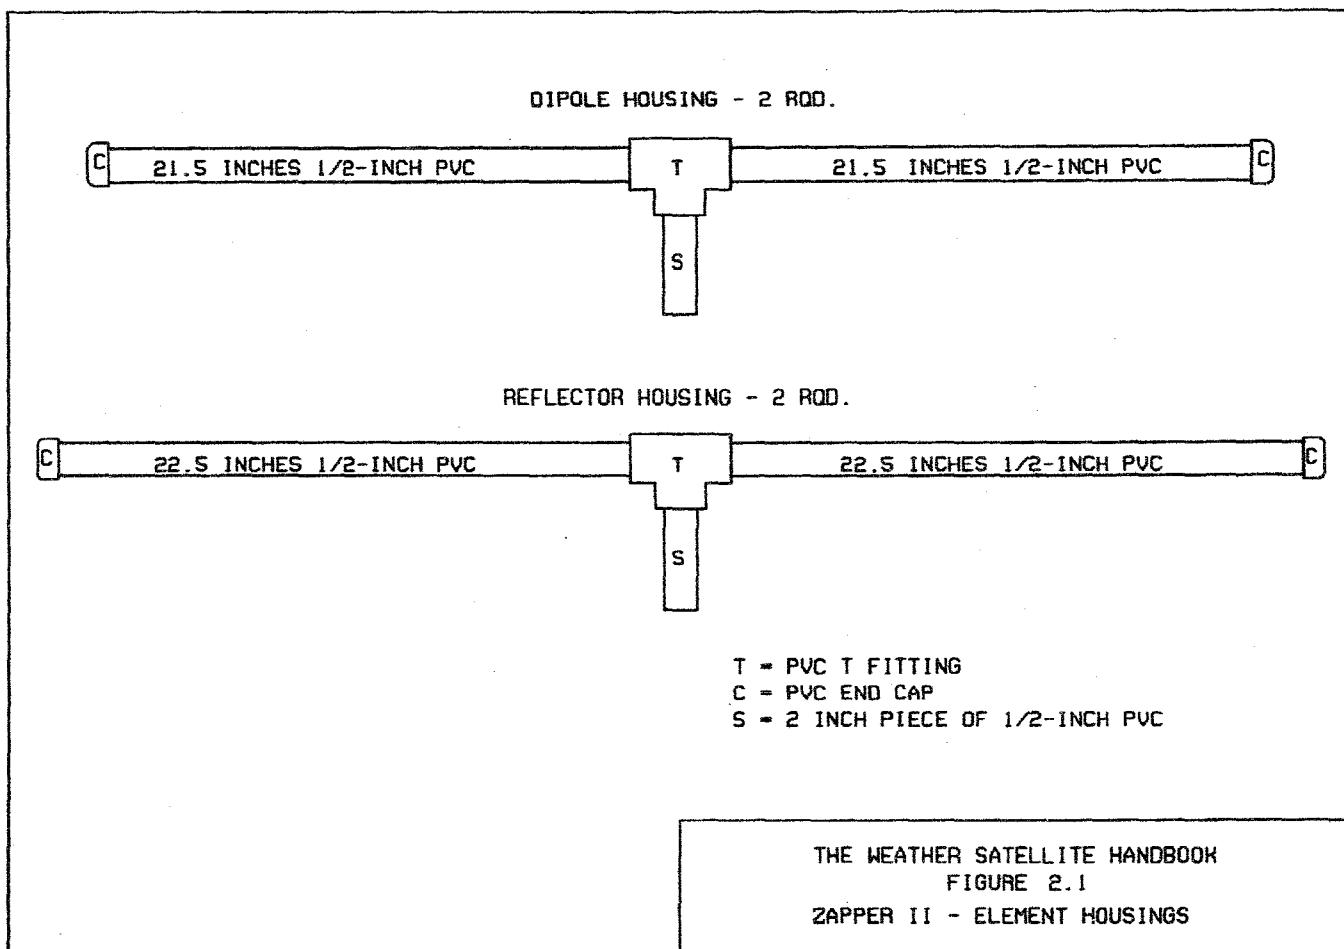 DIPOLE HOUSING - 2 RQD.
C 21.5 INCHES 1/2-INCH PVC T 21.5 INCHES 1/2-INCH PVC C
S
REFLECTOR HOUSING - 2 RQD.
C 22.5 INCHES 1/2-INCH PVC T 22.5 INCHES 1/2-INCH PVC C
S
T = PVC T FITTING
C = PVC END CAP
S = 2 INCH PIECE OF 1/2-INCH PVC
THE WEATHER SATELLITE HANDBOOK
FIGURE 2.1
ZAPPER II - ELEMENT HOUSINGS